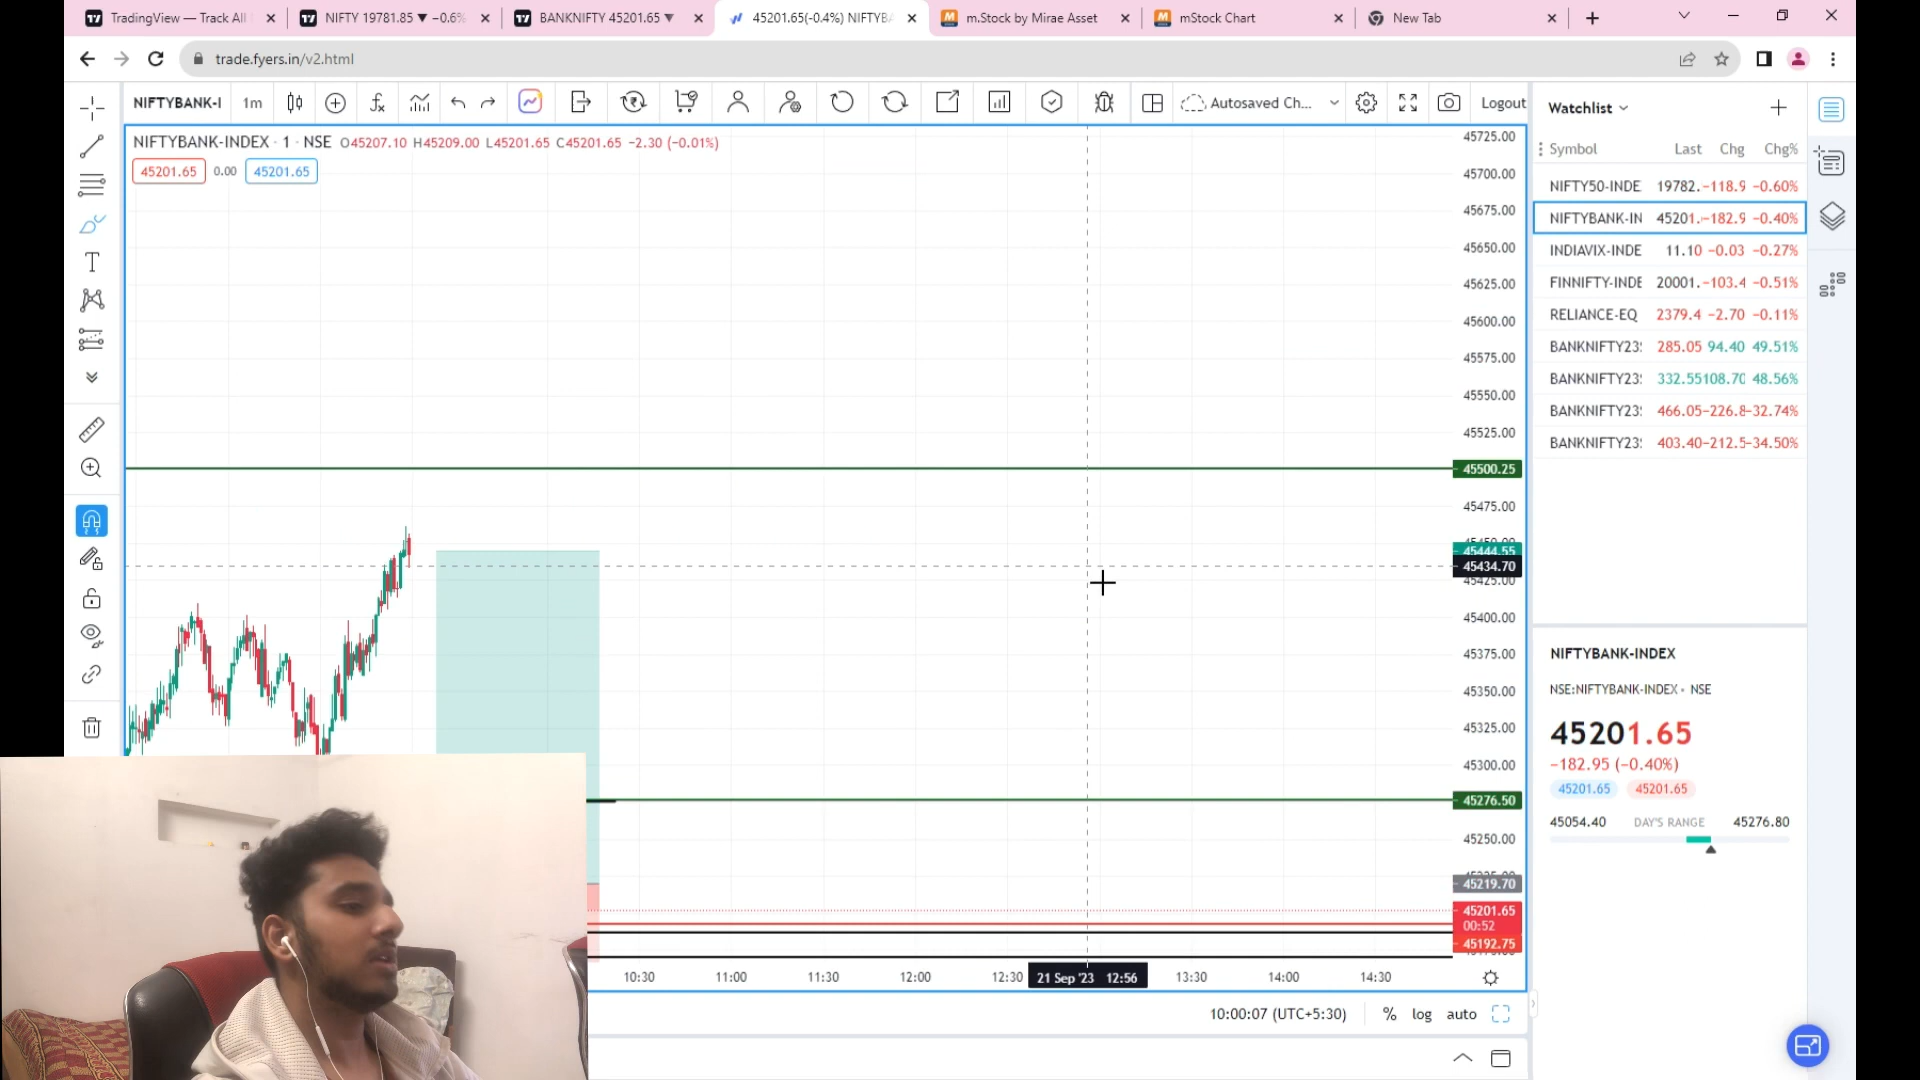 TradingView — Track All
NIFTY 19781.85 ▼ −0.6%
BANKNIFTY 45201.65 ▼
45201.65(-0.4%) NIFTYB
m.Stock by Mirae Asset
mStock Chart
New Tab
trade.fyers.in/v2.html
NIFTYBANK-I
1m
Autosaved Ch...
Logout
NIFTYBANK-INDEX · 1 · NSE O45207.10 H45209.00 L45201.65 C45201.65 −2.30 (−0.01%)
45201.65 0.00 45201.65
45725.00
45700.00
45675.00
45650.00
45625.00
45600.00
45575.00
45550.00
45525.00
45500.25
45475.00
45444.55
45434.70
45425.00
45400.00
45375.00
45350.00
45325.00
45300.00
45276.50
45250.00
45219.70
45201.65
00:52
45192.75
10:30 11:00 11:30 12:00 12:30 21 Sep '23 12:56 13:30 14:00 14:30
10:00:07 (UTC+5:30) % log auto
Watchlist
Symbol Last Chg Chg%
NIFTY50-INDE 19782. −118.9 −0.60%
NIFTYBANK-IN 45201. −182.9 −0.40%
INDIAVIX-INDE 11.10 −0.03 −0.27%
FINNIFTY-INDE 20001. −103.4 −0.51%
RELIANCE-EQ 2379.4 −2.70 −0.11%
BANKNIFTY23 285.05 94.40 49.51%
BANKNIFTY23 332.55 108.70 48.56%
BANKNIFTY23 466.05 −226.8 −32.74%
BANKNIFTY23 403.40 −212.5 −34.50%
NIFTYBANK-INDEX
NSE:NIFTYBANK-INDEX • NSE
45201.65
−182.95 (−0.40%)
45201.65 45201.65
45054.40 DAY'S RANGE 45276.80